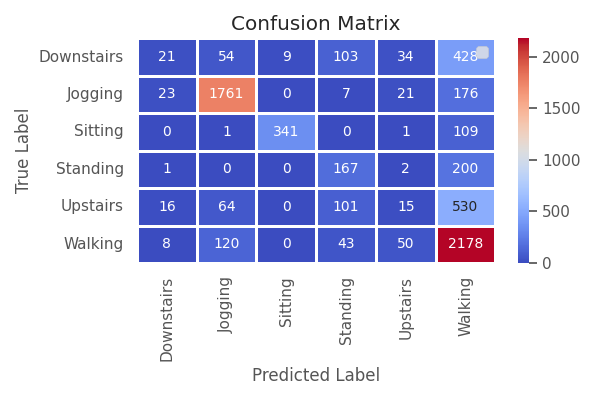 Confusion Matrix
Downstairs 21 54 9 103 34 428
Jogging 23 1761 0 7 21 176
Sitting 0 1 341 0 1 109
Standing 1 0 0 167 2 200
Upstairs 16 64 0 101 15 530
Walking 8 120 0 43 50 2178
True Label
Downstairs Jogging Sitting Standing Upstairs Walking
Predicted Label
2000
1500
1000
500
0